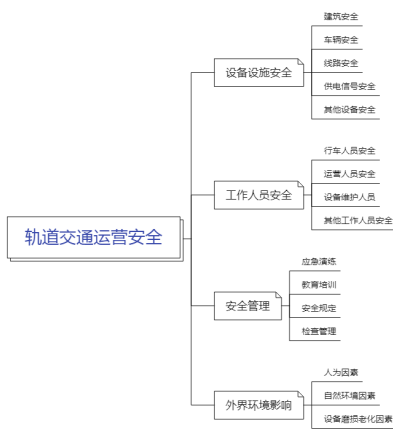 轨道交通运营安全
设备设施安全
建筑安全
车辆安全
线路安全
供电信号安全
其他设备安全
工作人员安全
行车人员安全
运营人员安全
设备维护人员
其他工作人员安全
安全管理
应急演练
教育培训
安全规定
检查管理
外界环境影响
人为因素
自然环境因素
设备磨损老化因素